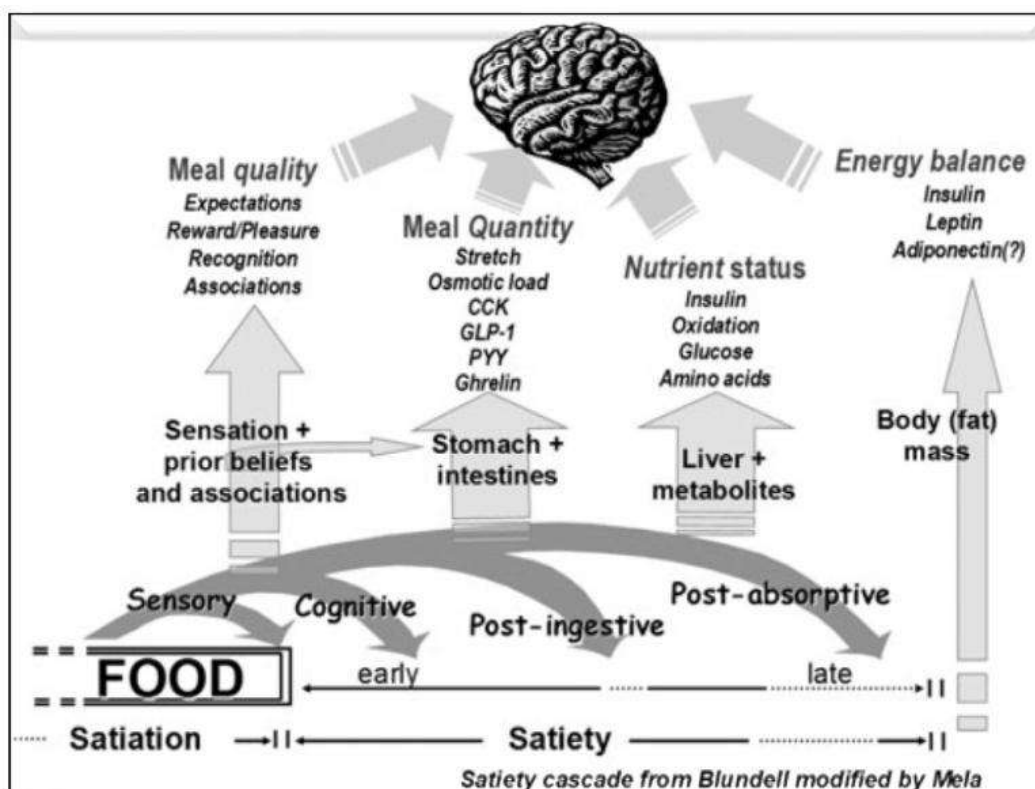 Meal quality
Expectations
Reward/Pleasure
Recognition
Associations
Meal Quantity
Stretch
Osmotic load
CCK
GLP-1
PYY
Ghrelin
Nutrient status
Insulin
Oxidation
Glucose
Amino acids
Energy balance
Insulin
Leptin
Adiponectin(?)
Sensation +
prior beliefs
and associations
Stomach +
intestines
Liver +
metabolites
Body (fat)
mass
Sensory
Cognitive
Post-ingestive
Post-absorptive
FOOD
early
late
Satiation
Satiety
Satiety cascade from Blundell modified by Mela